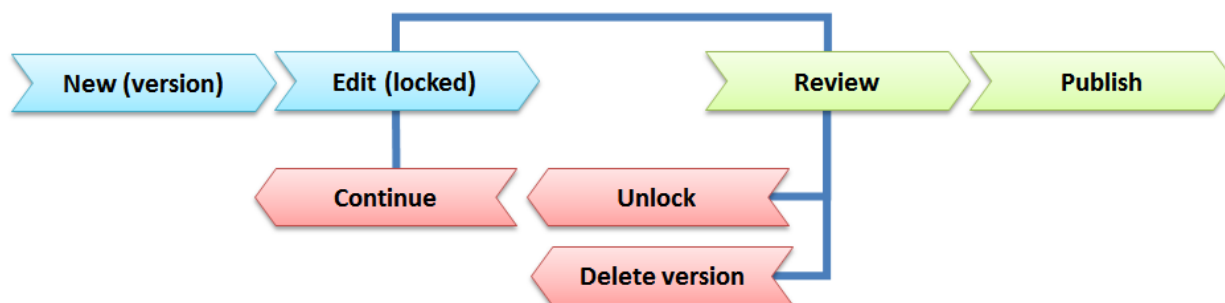 New (version)
Edit (locked)
Review
Publish
Continue
Unlock
Delete version